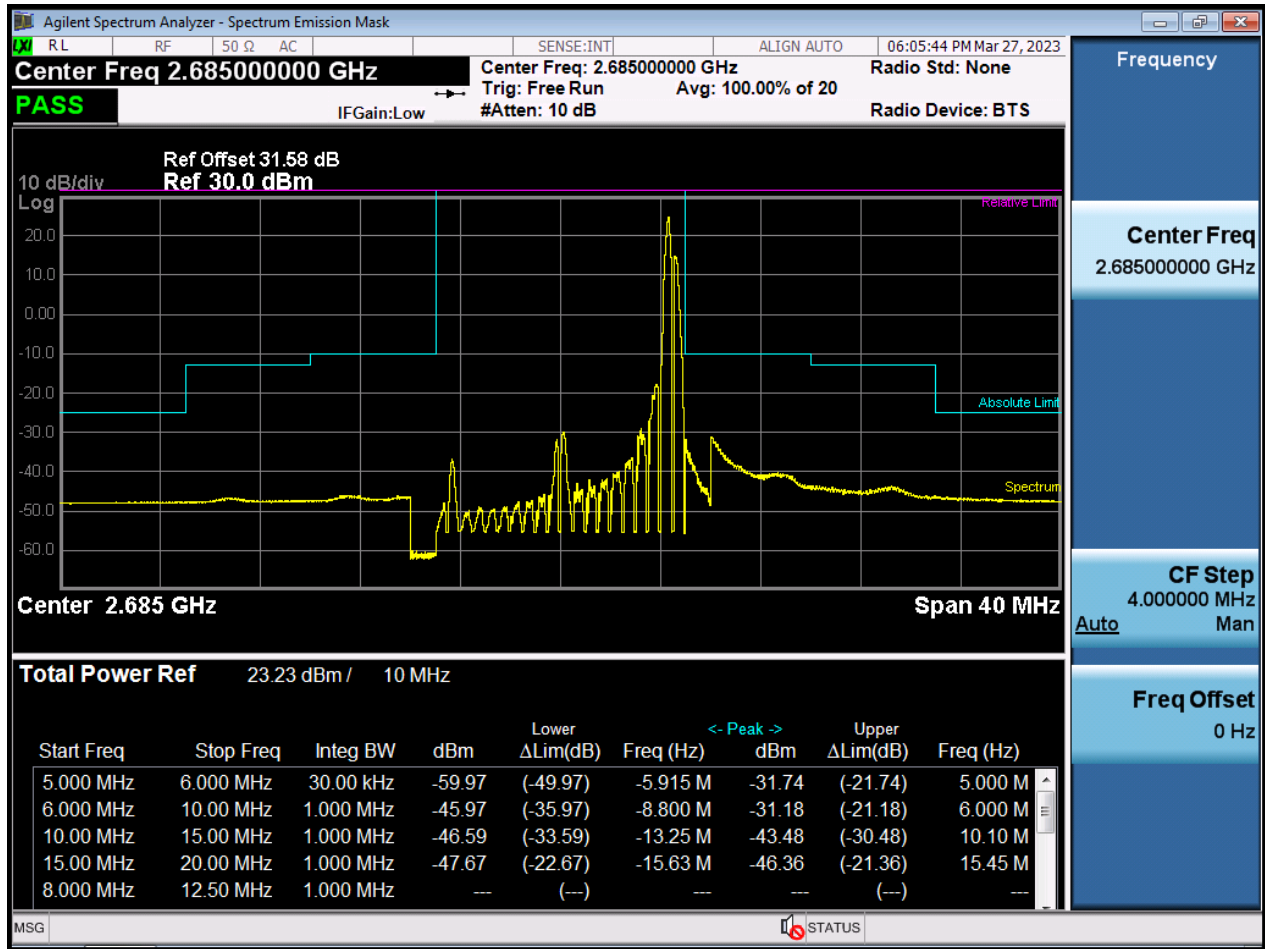 Agilent Spectrum Analyzer - Spectrum Emission Mask
LXI RL RF 50 Ω AC SENSE:INT ALIGN AUTO 06:05:44 PM Mar 27, 2023
Center Freq 2.685000000 GHz
Center Freq: 2.685000000 GHz
Radio Std: None
PASS
Trig: Free Run Avg: 100.00% of 20
IFGain:Low #Atten: 10 dB Radio Device: BTS
Ref Offset 31.58 dB
10 dB/div Ref 30.0 dBm
Log
Relative Limit
20.0
10.0
0.00
-10.0
-20.0
Absolute Limit
-30.0
-40.0
Spectrum
-50.0
-60.0
Center 2.685 GHz Span 40 MHz
Total Power Ref 23.23 dBm / 10 MHz
Lower <- Peak -> Upper
Start Freq Stop Freq Integ BW dBm ΔLim(dB) Freq (Hz) dBm ΔLim(dB) Freq (Hz)
5.000 MHz 6.000 MHz 30.00 kHz -59.97 (-49.97) -5.915 M -31.74 (-21.74) 5.000 M
6.000 MHz 10.00 MHz 1.000 MHz -45.97 (-35.97) -8.800 M -31.18 (-21.18) 6.000 M
10.00 MHz 15.00 MHz 1.000 MHz -46.59 (-33.59) -13.25 M -43.48 (-30.48) 10.10 M
15.00 MHz 20.00 MHz 1.000 MHz -47.67 (-22.67) -15.63 M -46.36 (-21.36) 15.45 M
8.000 MHz 12.50 MHz 1.000 MHz --- (---) --- --- (---) ---
MSG STATUS
Frequency
Center Freq
2.685000000 GHz
CF Step
4.000000 MHz
Auto Man
Freq Offset
0 Hz